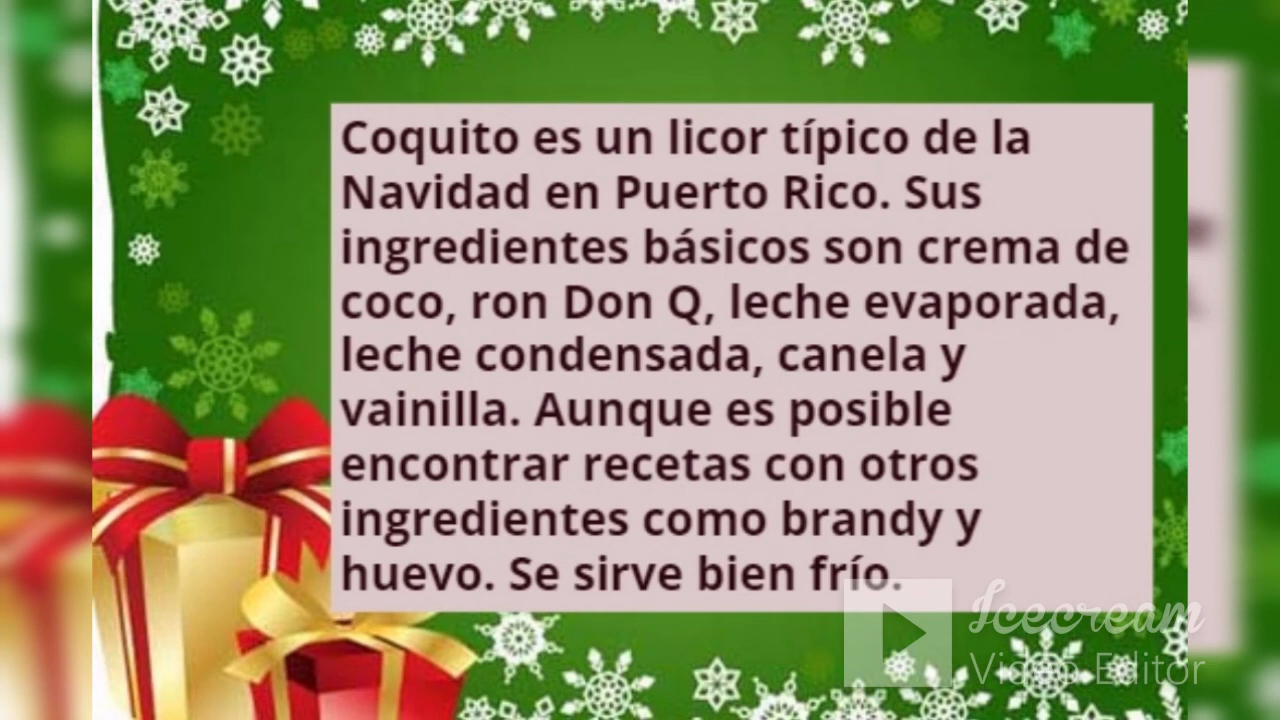 Coquito es un licor típico de la
Navidad en Puerto Rico. Sus
ingredientes básicos son crema de
coco, ron Don Q, leche evaporada,
leche condensada, canela y
vainilla. Aunque es posible
encontrar recetas con otros
ingredientes como brandy y
huevo. Se sirve bien frío.
Icecream
Video Editor